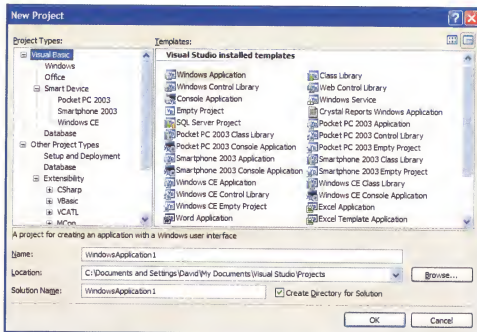 New Project
Project Types:
Templates:
Visual Basic
Windows
Office
Smart Device
Pocket PC 2003
Smartphone 2003
Windows CE
Database
Other Project Types
Setup and Deployment
Database
Extensibility
CSharp
VBasic
VCATL
Visual Studio installed templates
Windows Application
Windows Control Library
Console Application
Empty Project
SQL Server Project
Pocket PC 2003 Class Library
Pocket PC 2003 Console Application
Smartphone 2003 Application
Smartphone 2003 Console Application
Windows CE Application
Windows CE Control Library
Windows CE Empty Project
Word Application
Class Library
Web Control Library
Windows Service
Crystal Reports Windows Application
Pocket PC 2003 Application
Pocket PC 2003 Control Library
Pocket PC 2003 Empty Project
Smartphone 2003 Class Library
Smartphone 2003 Empty Project
Windows CE Class Library
Windows CE Console Application
Excel Application
Excel Template Application
A project for creating an application with a Windows user interface
Name:
WindowsApplication1
Location:
C:\Documents and Settings\David\My Documents\Visual Studio\Projects
Browse...
Solution Name:
WindowsApplication1
Create Directory for Solution
OK
Cancel